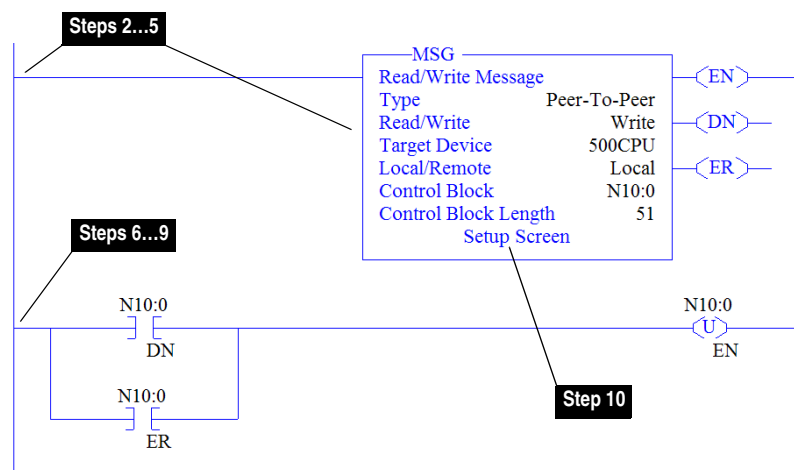 Steps 2...5
MSG
Read/Write Message
Type Peer-To-Peer
Read/Write Write
Target Device 500CPU
Local/Remote Local
Control Block N10:0
Control Block Length 51
Setup Screen
EN
DN
ER
Steps 6...9
N10:0
DN
N10:0
ER
N10:0
U
EN
Step 10